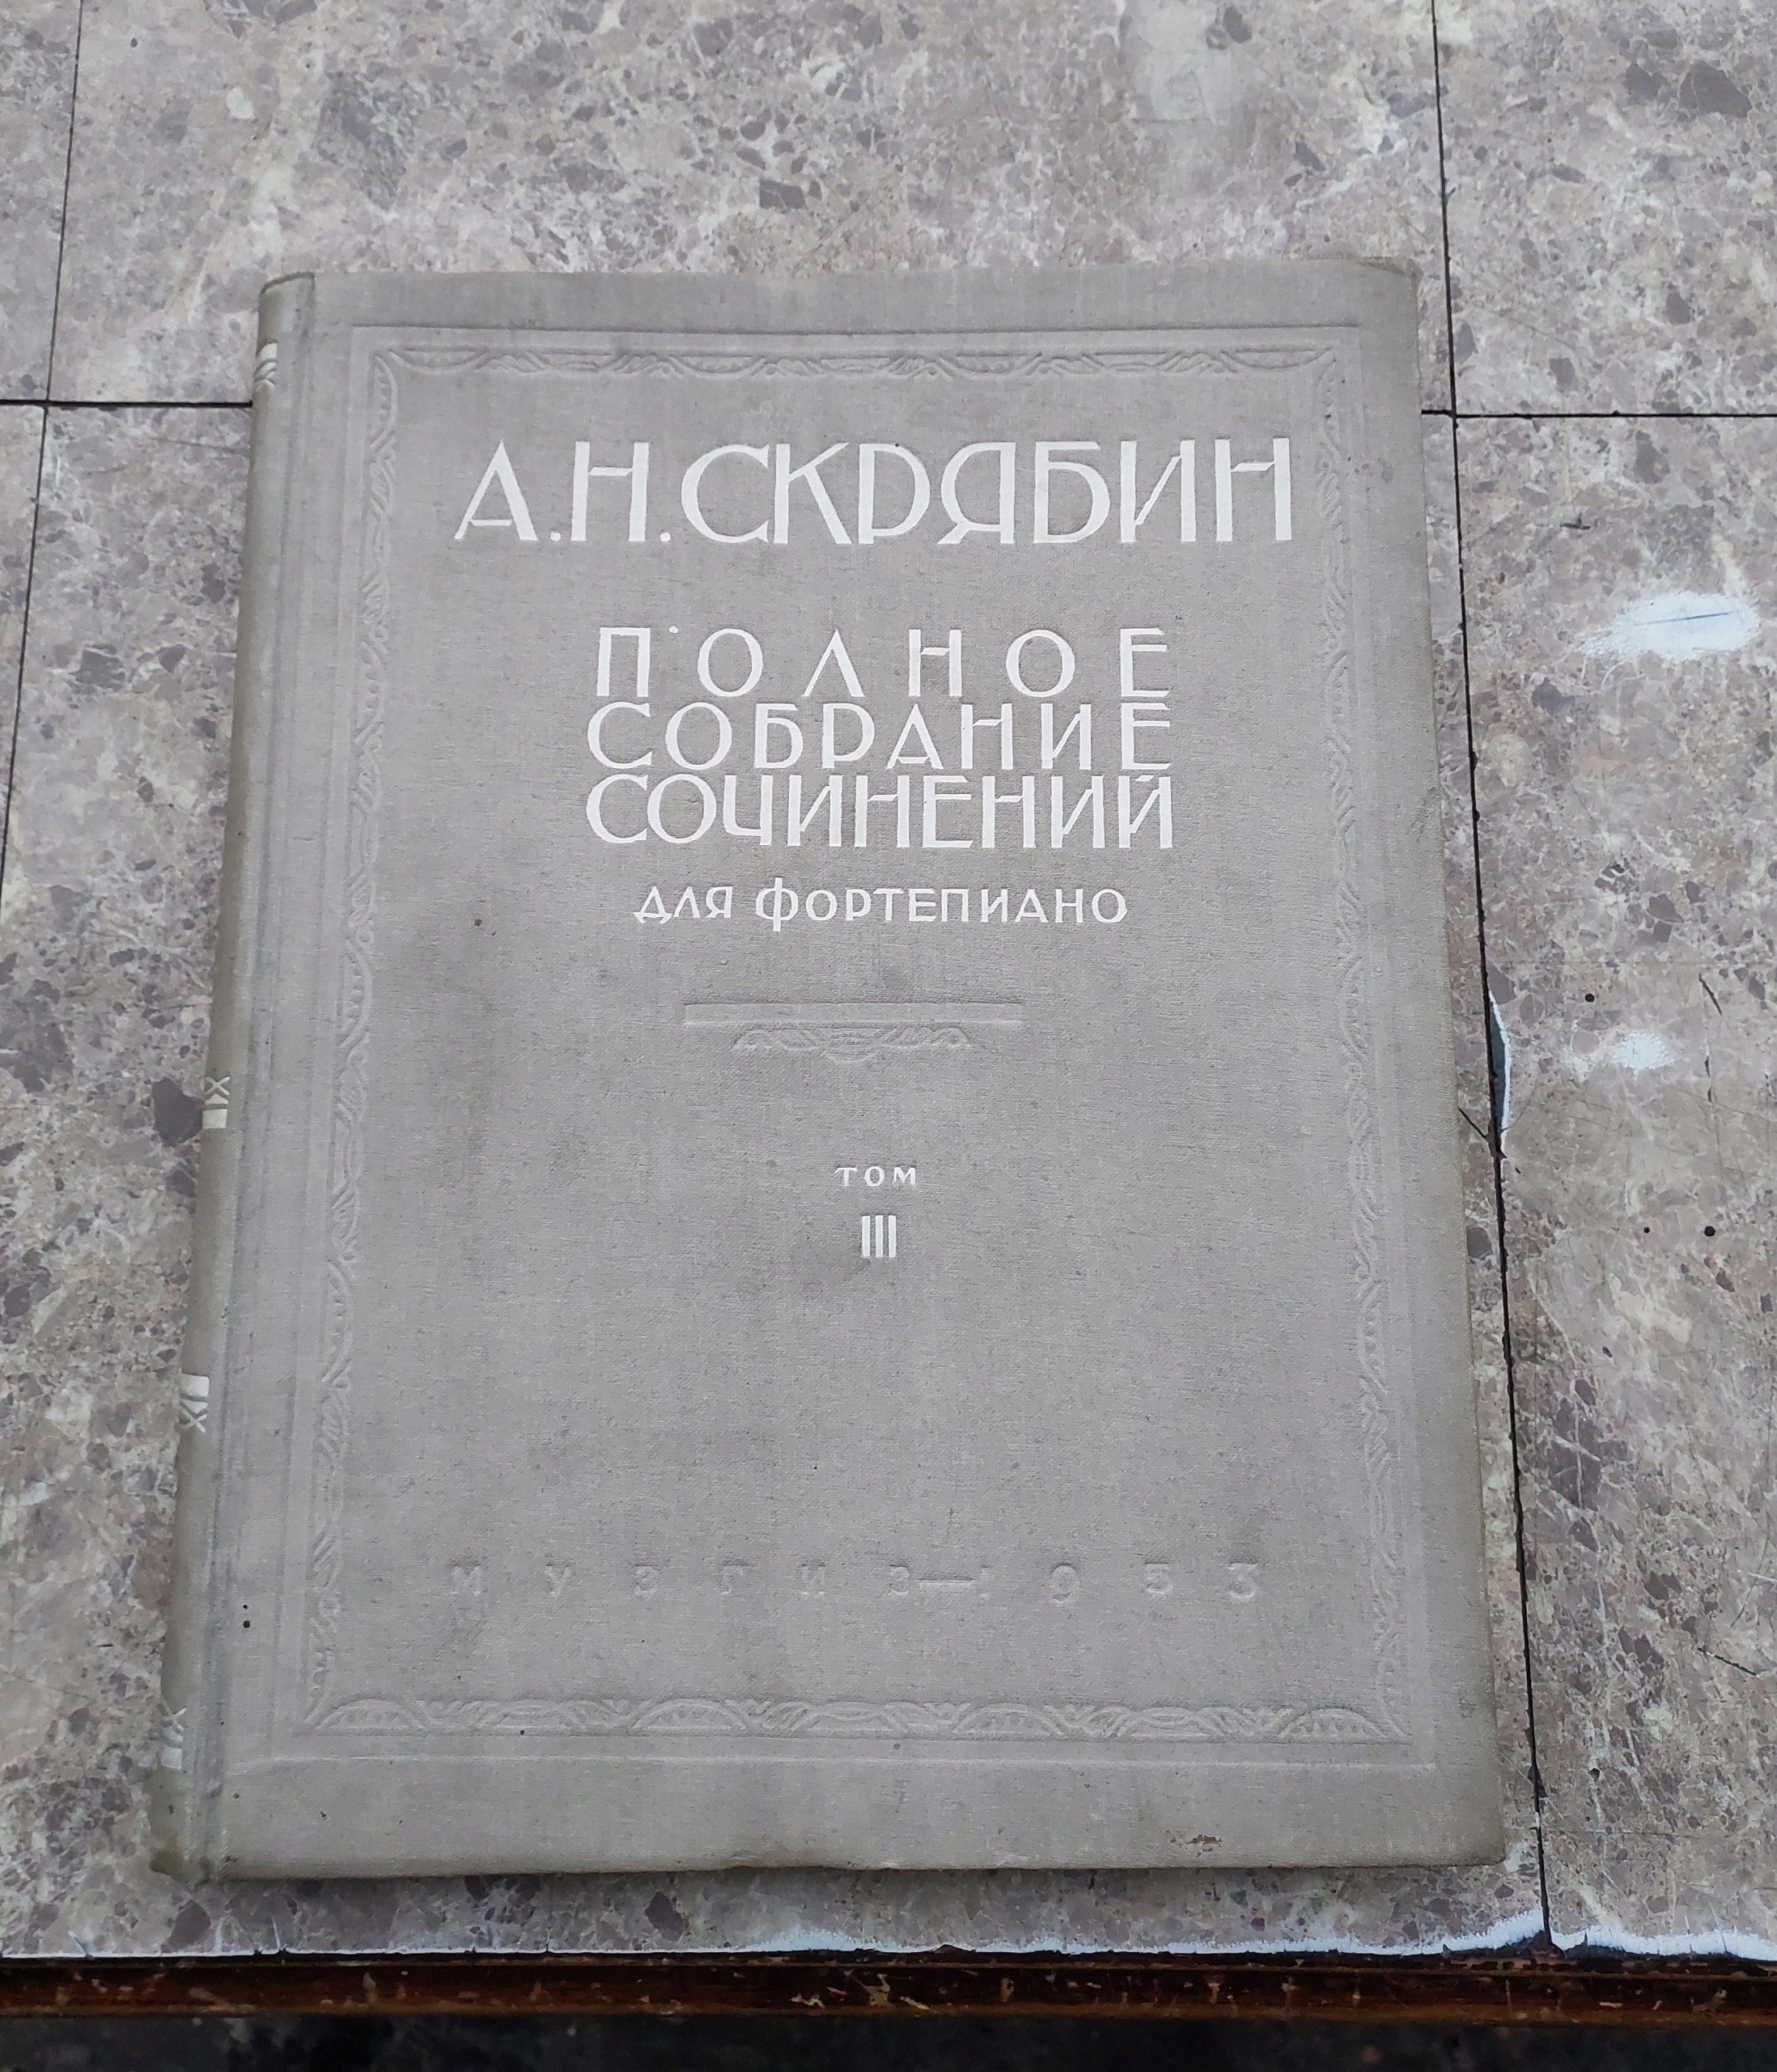 А.Н.СКРЯБИН
ПОЛНОЕ
СОБРАНИЕ
СОЧИНЕНИЙ
ДЛЯ ФОРТЕПИАНО
ТОМ
III
МУЗГИЗ—1953